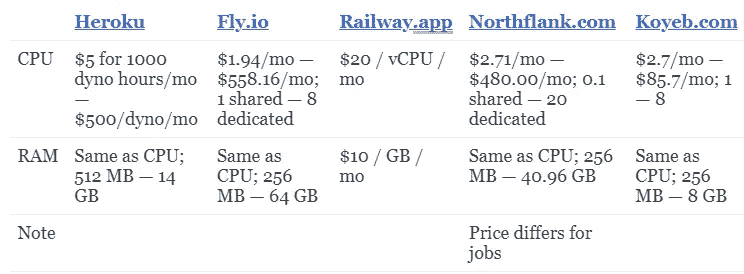 Heroku Fly.io Railway.app Northflank.com Koyeb.com
CPU $5 for 1000 $1.94/mo — $20 / vCPU / $2.71/mo — $2.7/mo —
dyno hours/mo $558.16/mo; mo $480.00/mo; 0.1 $85.7/mo; 1
— 1 shared — 8 shared — 20 — 8
$500/dyno/mo dedicated dedicated
RAM Same as CPU; Same as $10 / GB / Same as CPU; 256 Same as
512 MB — 14 CPU; 256 mo MB — 40.96 GB CPU; 256
GB MB — 64 GB MB — 8 GB
Note Price differs for
jobs